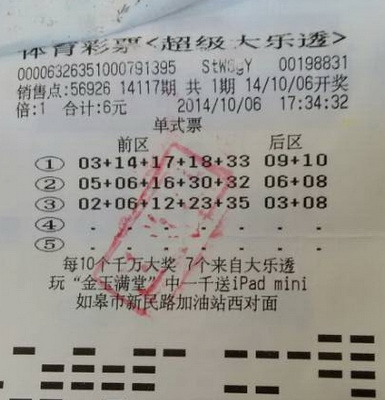 体育彩票<超级大乐透>
00006326351000791395 StWSgY 00198831
销售点:56926 14117期 共 1期 14/10/06开奖
倍:1 合计:6元 2014/10/06 17:34:32
单式票
前区 后区
① 03+14+17+18+33 09+10
② 05+06+16+30+32 06+08
③ 02+06+12+23+35 03+08
④ . . . . . . .
⑤ . . . . . . .
每10个千万大奖 7个来自大乐透
玩“金玉满堂”中一千送iPad mini
如皋市新民路加油站西对面